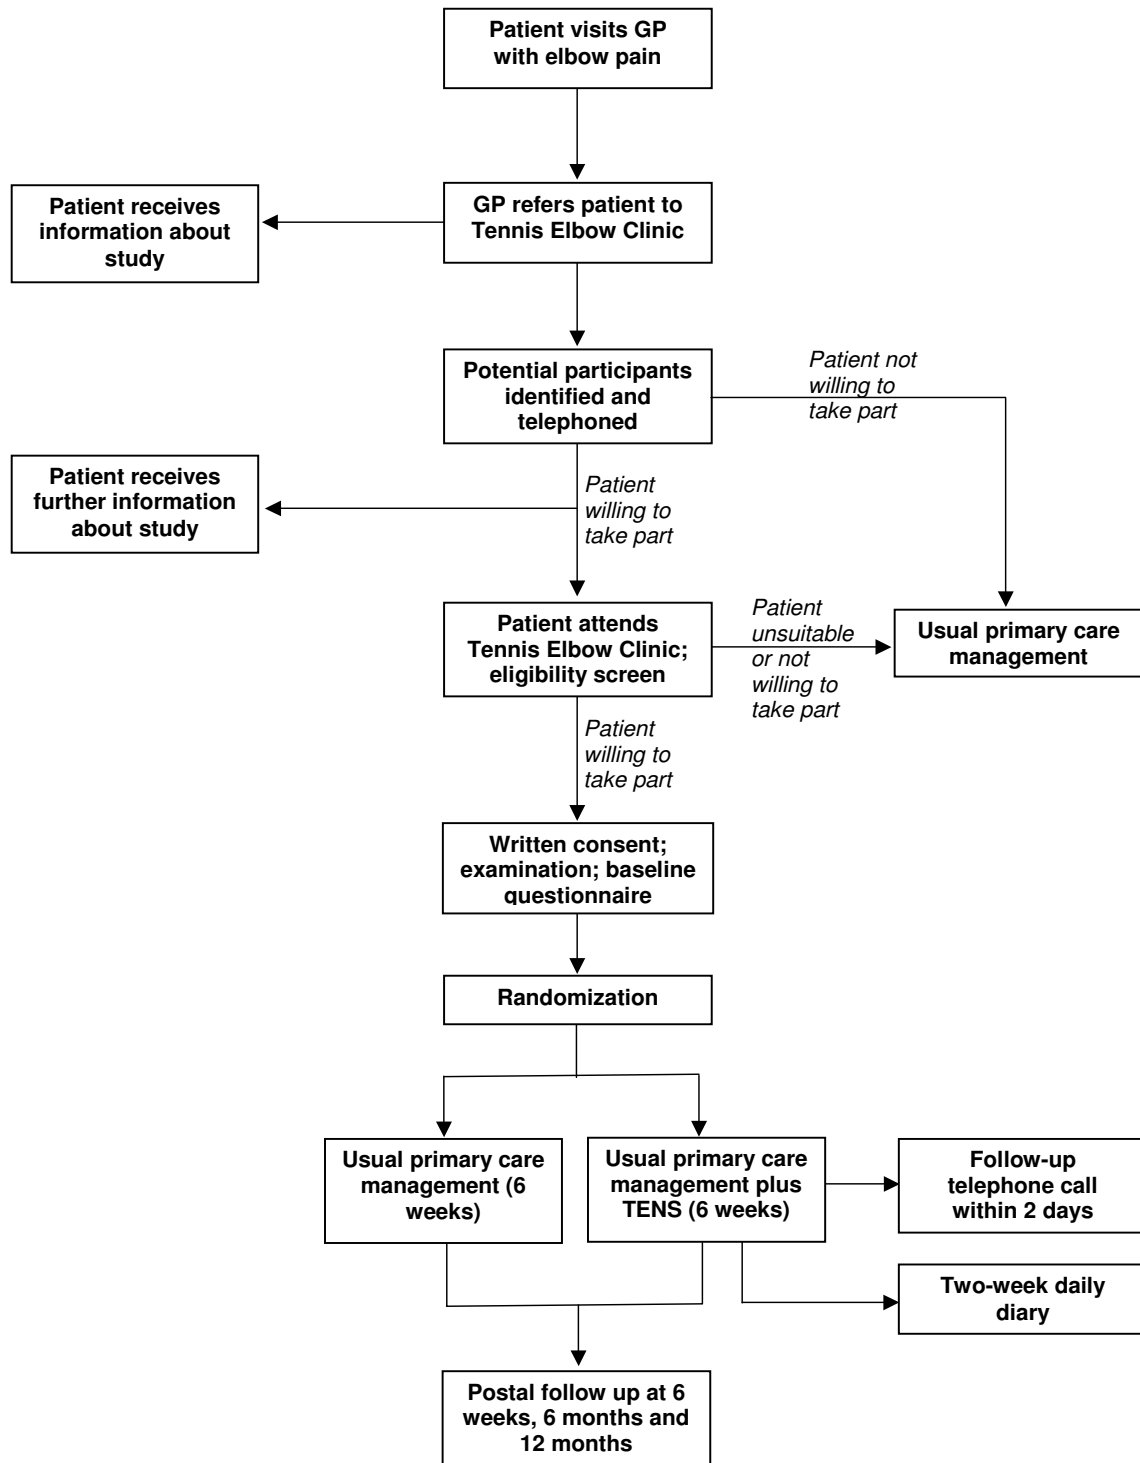 Patient visits GP
with elbow pain
Patient receives
information about
study
GP refers patient to
Tennis Elbow Clinic
Potential participants
identified and
telephoned
Patient not
willing to
take part
Patient receives
further information
about study
Patient
willing to
take part
Patient attends
Tennis Elbow Clinic;
eligibility screen
Patient
unsuitable
or not
willing to
take part
Usual primary care
management
Patient
willing to
take part
Written consent;
examination; baseline
questionnaire
Randomization
Usual primary care
management (6
weeks)
Usual primary care
management plus
TENS (6 weeks)
Follow-up
telephone call
within 2 days
Two-week daily
diary
Postal follow up at 6
weeks, 6 months and
12 months